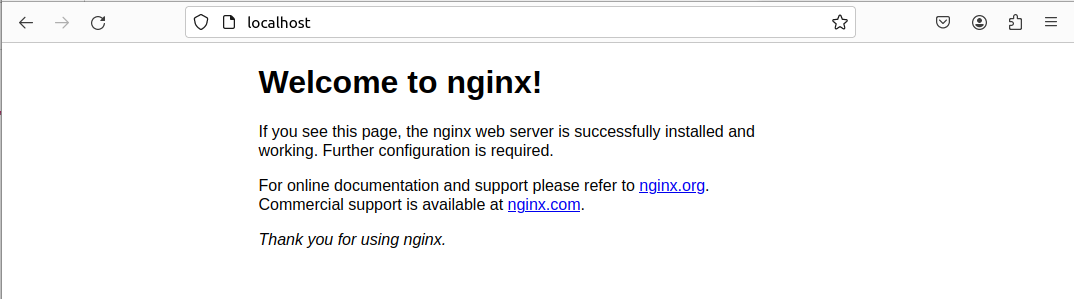 localhost
Welcome to nginx!
If you see this page, the nginx web server is successfully installed and
working. Further configuration is required.
For online documentation and support please refer to nginx.org.
Commercial support is available at nginx.com.
Thank you for using nginx.